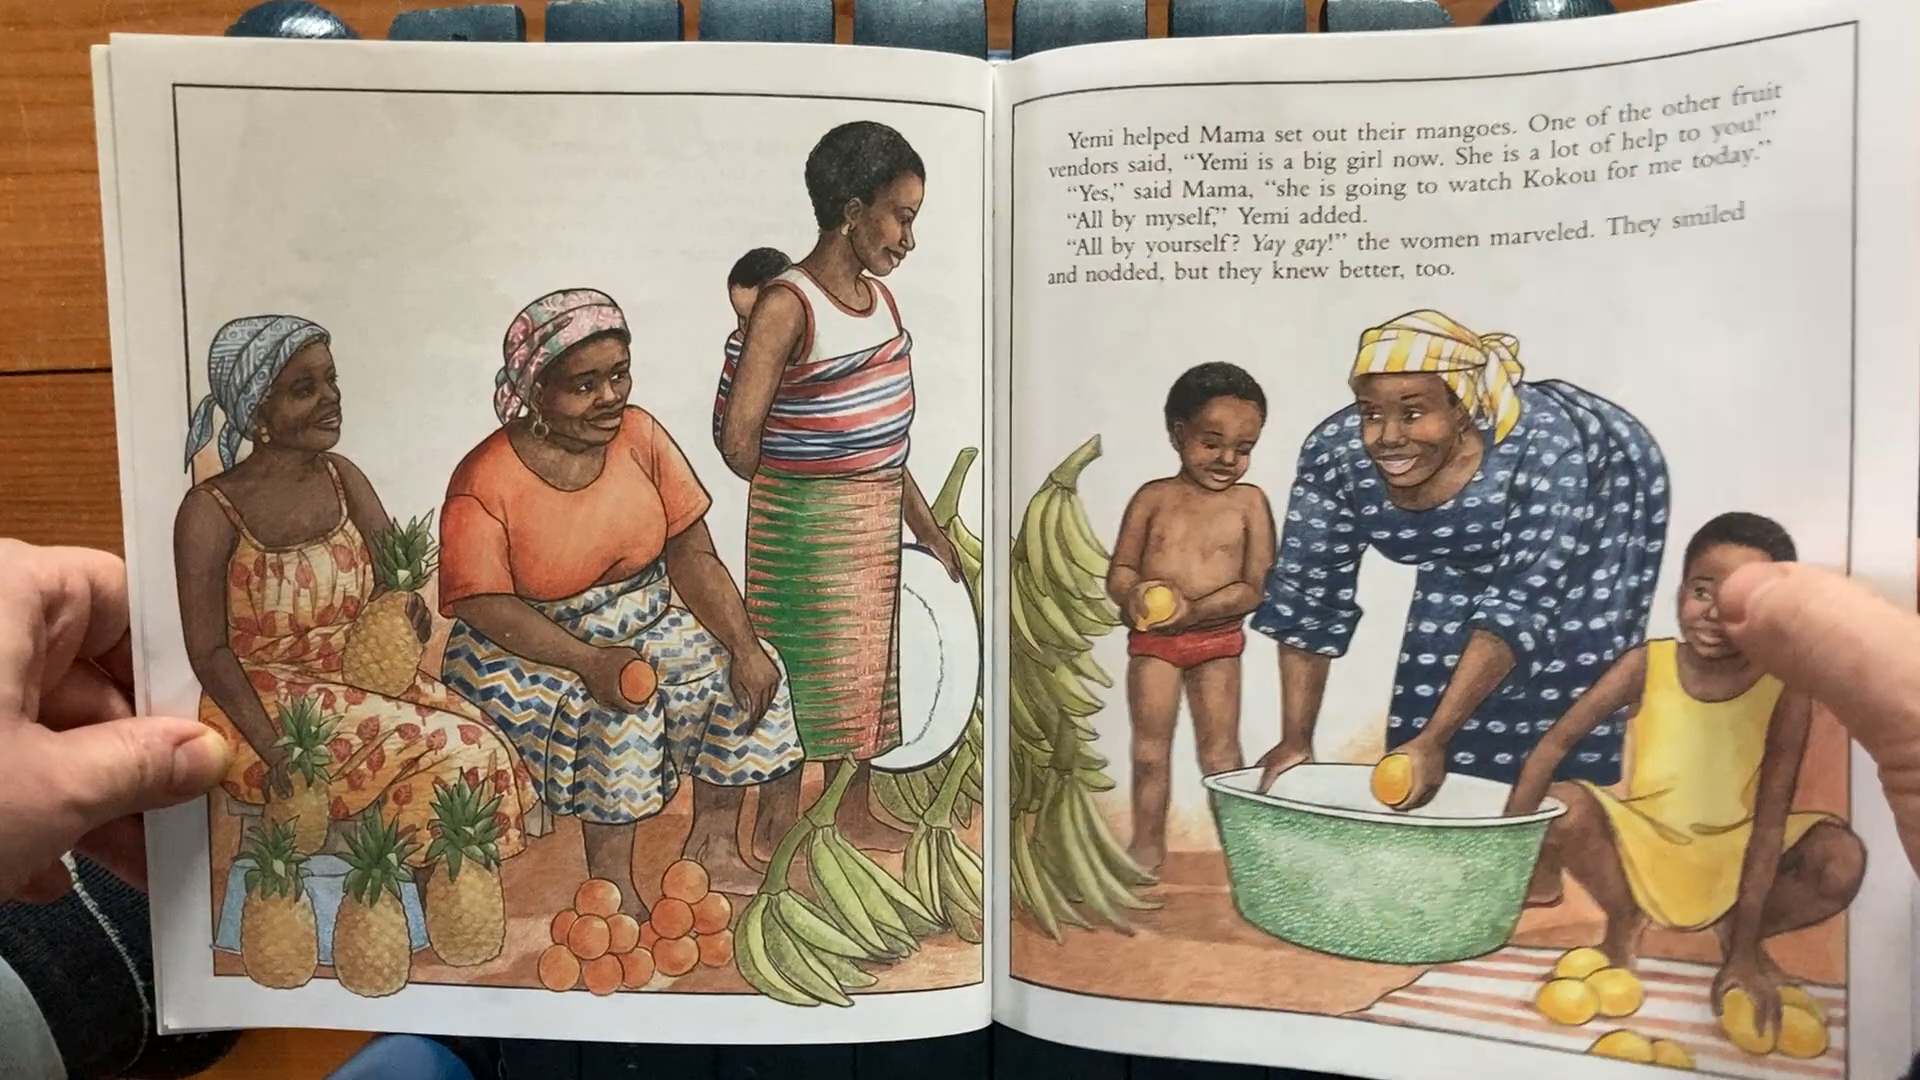 Yemi helped Mama set out their mangoes. One of the other fruit
vendors said, “Yemi is a big girl now. She is a lot of help to you!”
“Yes,” said Mama, “she is going to watch Kokou for me today.”
“All by myself,” Yemi added.
“All by yourself? Yay gay!” the women marveled. They smiled
and nodded, but they knew better, too.